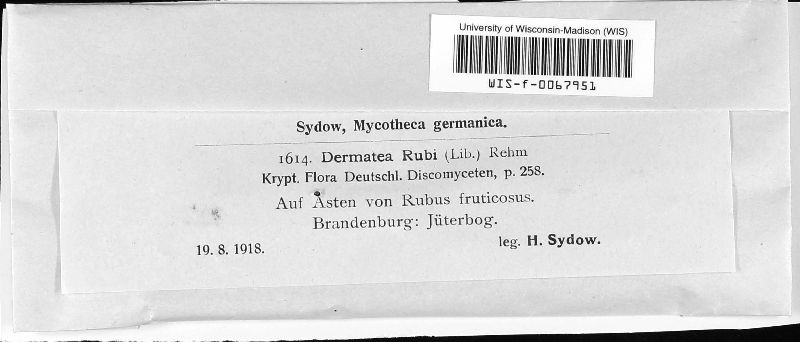 University of Wisconsin-Madison (WIS)
WIS-f-0067951
Sydow, Mycotheca germanica.
1614. Dermatea Rubi (Lib.) Rehm
Krypt. Flora Deutschl. Discomyceten, p. 258.
Auf Ästen von Rubus fruticosus.
Brandenburg: Jüterbog.
19. 8. 1918. leg. H. Sydow.